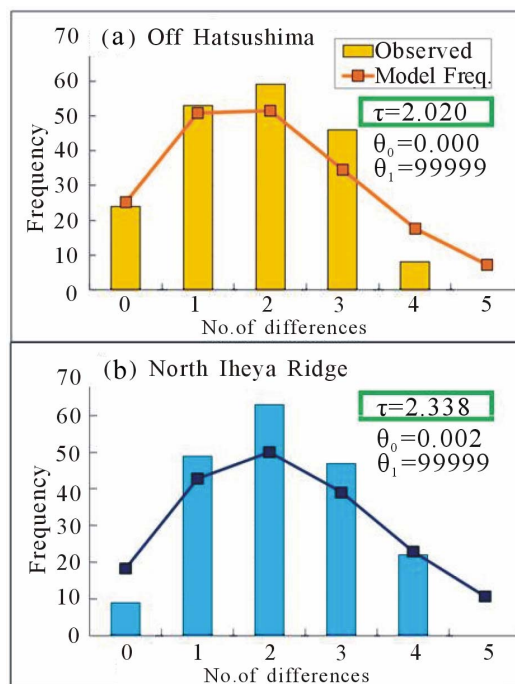 (a) Off Hatsushima
Observed
Model Freq.
τ=2.020
θ₀=0.000
θ₁=99999
Frequency
70
60
50
40
30
20
10
0
0 1 2 3 4 5
No.of differences
(b) North Iheya Ridge
τ=2.338
θ₀=0.002
θ₁=99999
Frequency
70
60
50
40
30
20
10
0
0 1 2 3 4 5
No.of differences